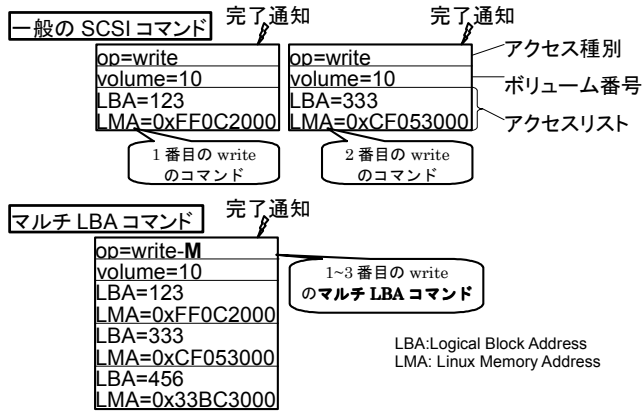 一般の SCSI コマンド
完了通知
完了通知
op=write
volume=10
LBA=123
LMA=0xFF0C2000
op=write
volume=10
LBA=333
LMA=0xCF053000
アクセス種別
ボリューム番号
アクセスリスト
1 番目の write
のコマンド
2 番目の write
のコマンド
マルチ LBA コマンド
完了通知
op=write-M
volume=10
LBA=123
LMA=0xFF0C2000
LBA=333
LMA=0xCF053000
LBA=456
LMA=0x33BC3000
1~3 番目の write
のマルチ LBA コマンド
LBA:Logical Block Address
LMA: Linux Memory Address